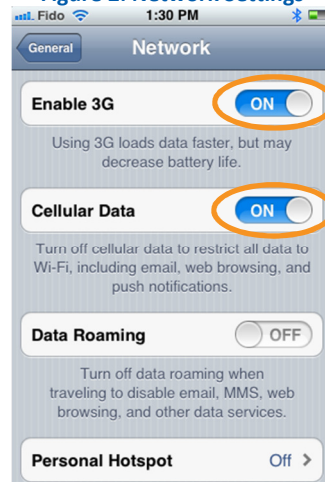 Figure 2. Network Settings
Fido 1:30 PM
General Network
Enable 3G ON
Using 3G loads data faster, but may
decrease battery life.
Cellular Data ON
Turn off cellular data to restrict all data to
Wi-Fi, including email, web browsing, and
push notifications.
Data Roaming OFF
Turn off data roaming when
traveling to disable email, MMS, web
browsing, and other data services.
Personal Hotspot Off